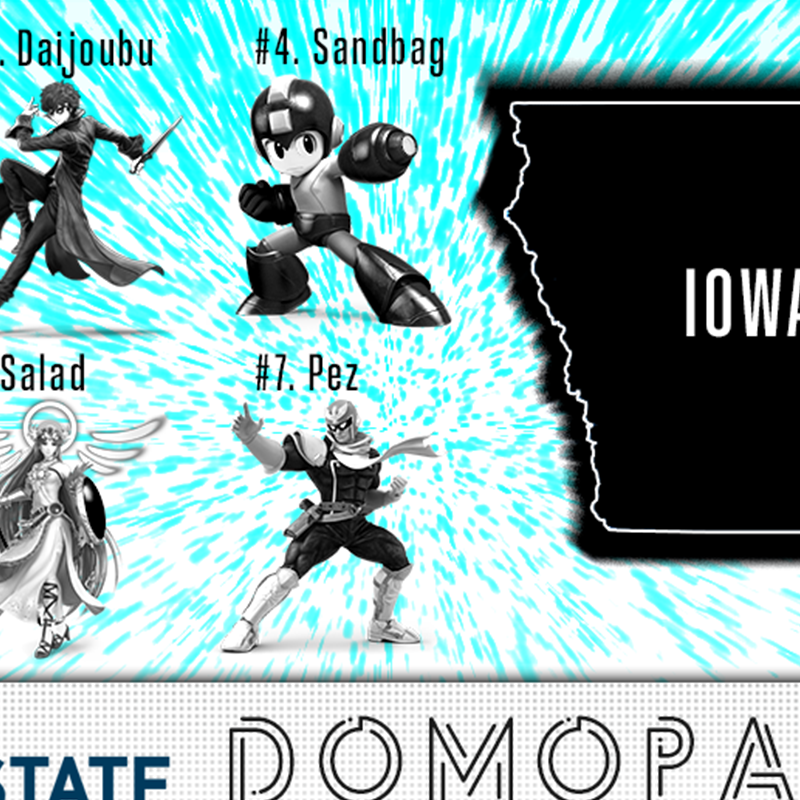 . Daijoubu
#4. Sandbag
IOWA
Salad
#7. Pez
STATE
DOMOPA